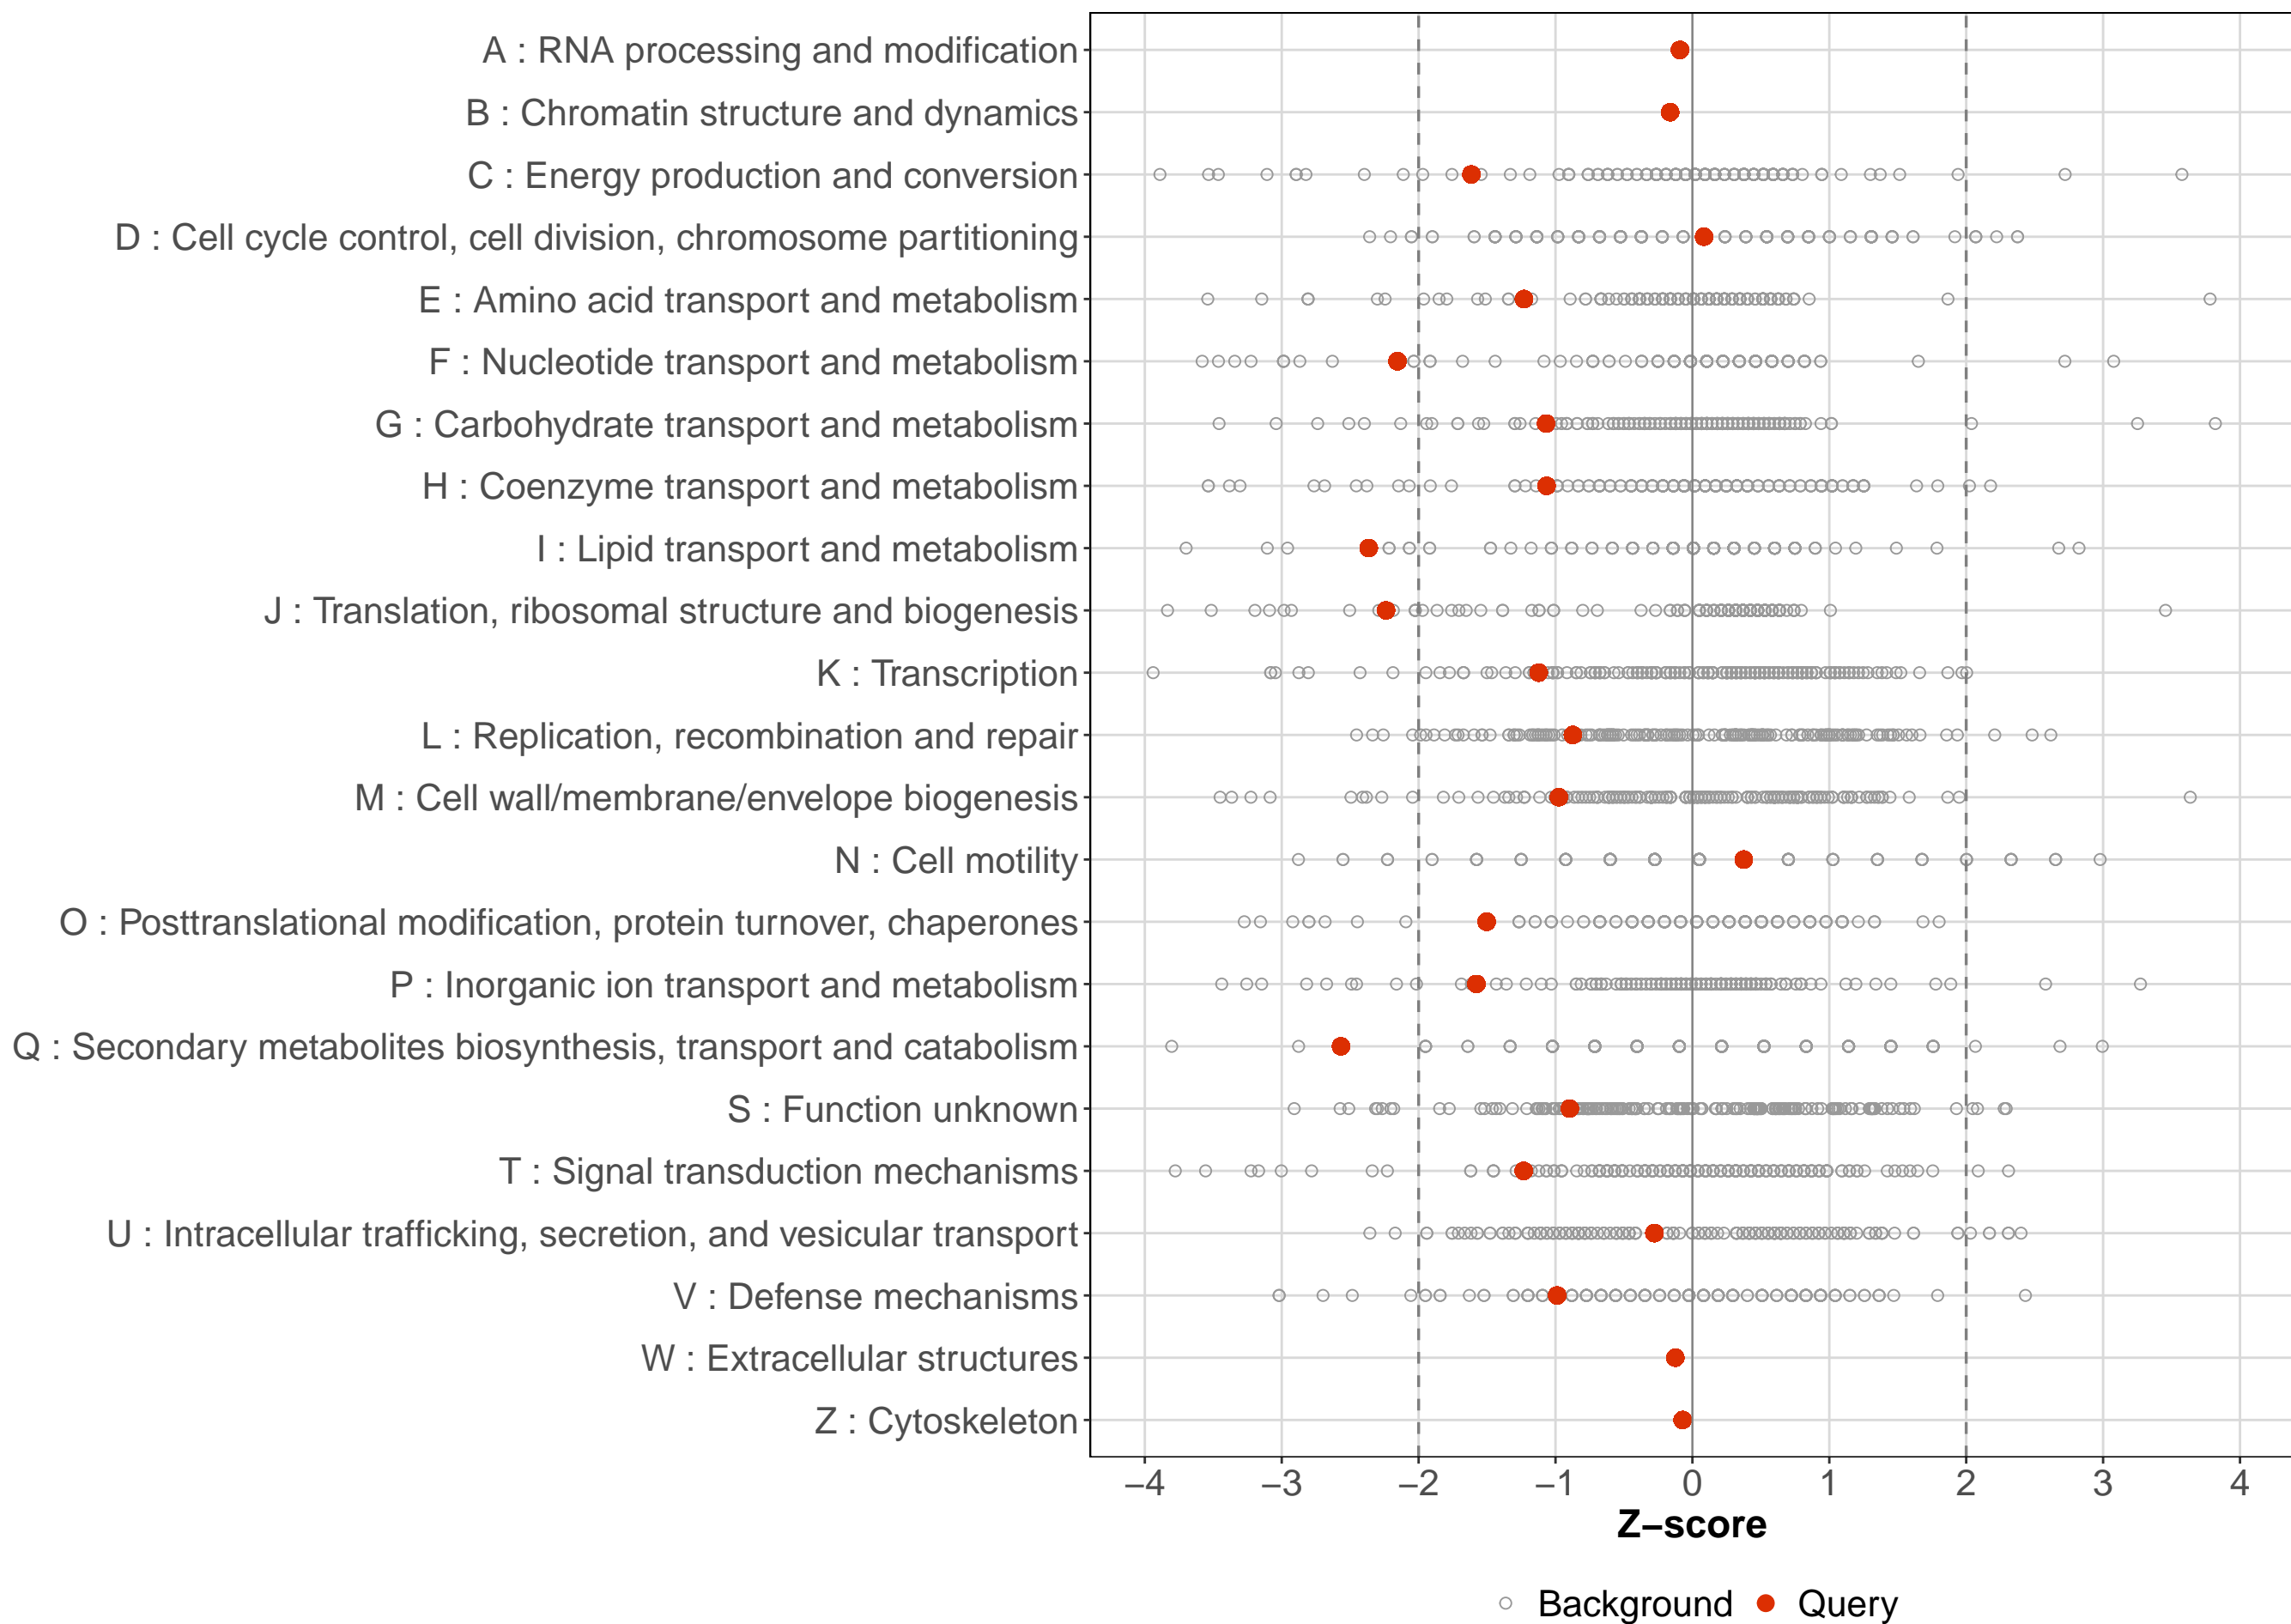 A : RNA processing and modification
B : Chromatin structure and dynamics
C : Energy production and conversion
D : Cell cycle control, cell division, chromosome partitioning
E : Amino acid transport and metabolism
F : Nucleotide transport and metabolism
G : Carbohydrate transport and metabolism
H : Coenzyme transport and metabolism
I : Lipid transport and metabolism
J : Translation, ribosomal structure and biogenesis
K : Transcription
L : Replication, recombination and repair
M : Cell wall/membrane/envelope biogenesis
N : Cell motility
O : Posttranslational modification, protein turnover, chaperones
P : Inorganic ion transport and metabolism
Q : Secondary metabolites biosynthesis, transport and catabolism
S : Function unknown
T : Signal transduction mechanisms
U : Intracellular trafficking, secretion, and vesicular transport
V : Defense mechanisms
W : Extracellular structures
Z : Cytoskeleton
−4 −3 −2 −1 0 1 2 3 4
Z−score
Background Query